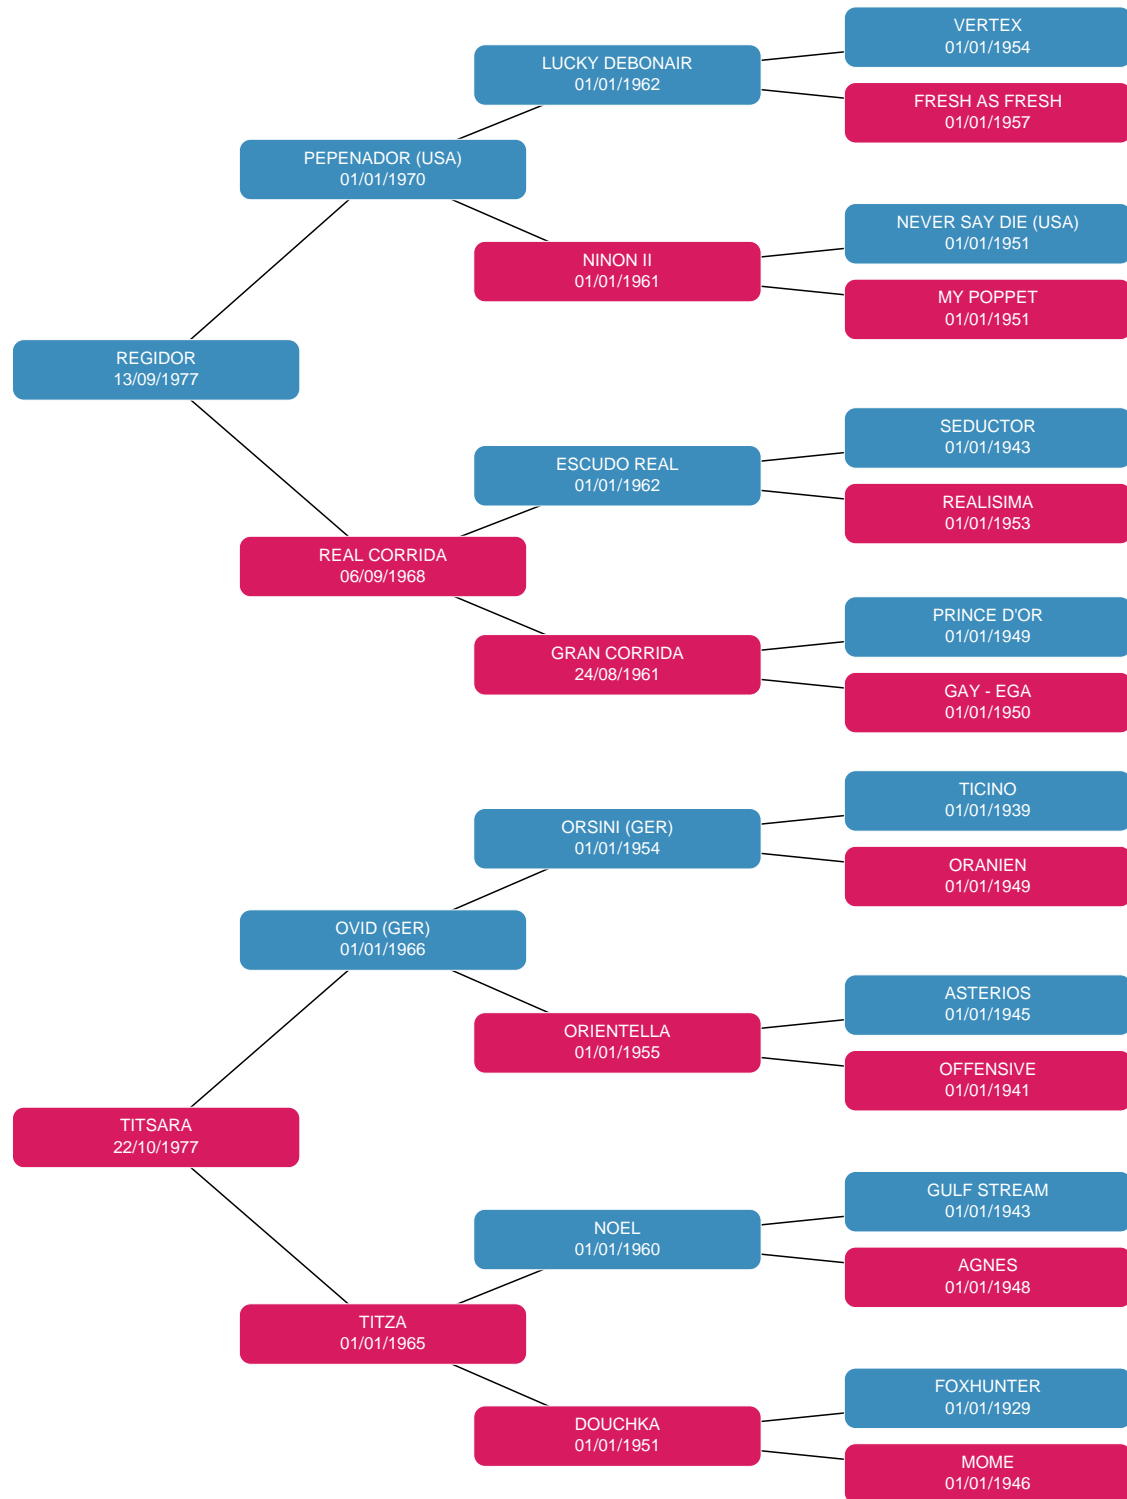 VERTEX
01/01/1954
LUCKY DEBONAIR
01/01/1962
FRESH AS FRESH
01/01/1957
PEPENADOR (USA)
01/01/1970
NEVER SAY DIE (USA)
01/01/1951
NINON II
01/01/1961
MY POPPET
01/01/1951
REGIDOR
13/09/1977
SEDUCTOR
01/01/1943
ESCUDO REAL
01/01/1962
REALISIMA
01/01/1953
REAL CORRIDA
06/09/1968
PRINCE D'OR
01/01/1949
GRAN CORRIDA
24/08/1961
GAY - EGA
01/01/1950
TICINO
01/01/1939
ORSINI (GER)
01/01/1954
ORANIEN
01/01/1949
OVID (GER)
01/01/1966
ASTERIOS
01/01/1945
ORIENTELLA
01/01/1955
OFFENSIVE
01/01/1941
TITSARA
22/10/1977
GULF STREAM
01/01/1943
NOEL
01/01/1960
AGNES
01/01/1948
TITZA
01/01/1965
FOXHUNTER
01/01/1929
DOUCHKA
01/01/1951
MOME
01/01/1946